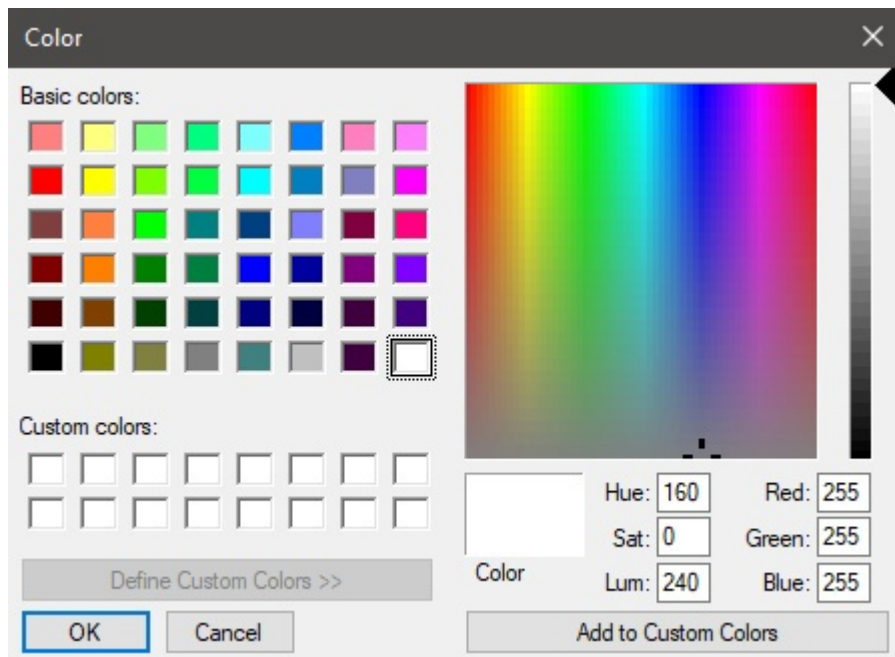 Color
Basic colors:
Custom colors:
Define Custom Colors >>
OK Cancel
Color
Hue: 160 Red: 255
Sat: 0 Green: 255
Lum: 240 Blue: 255
Add to Custom Colors